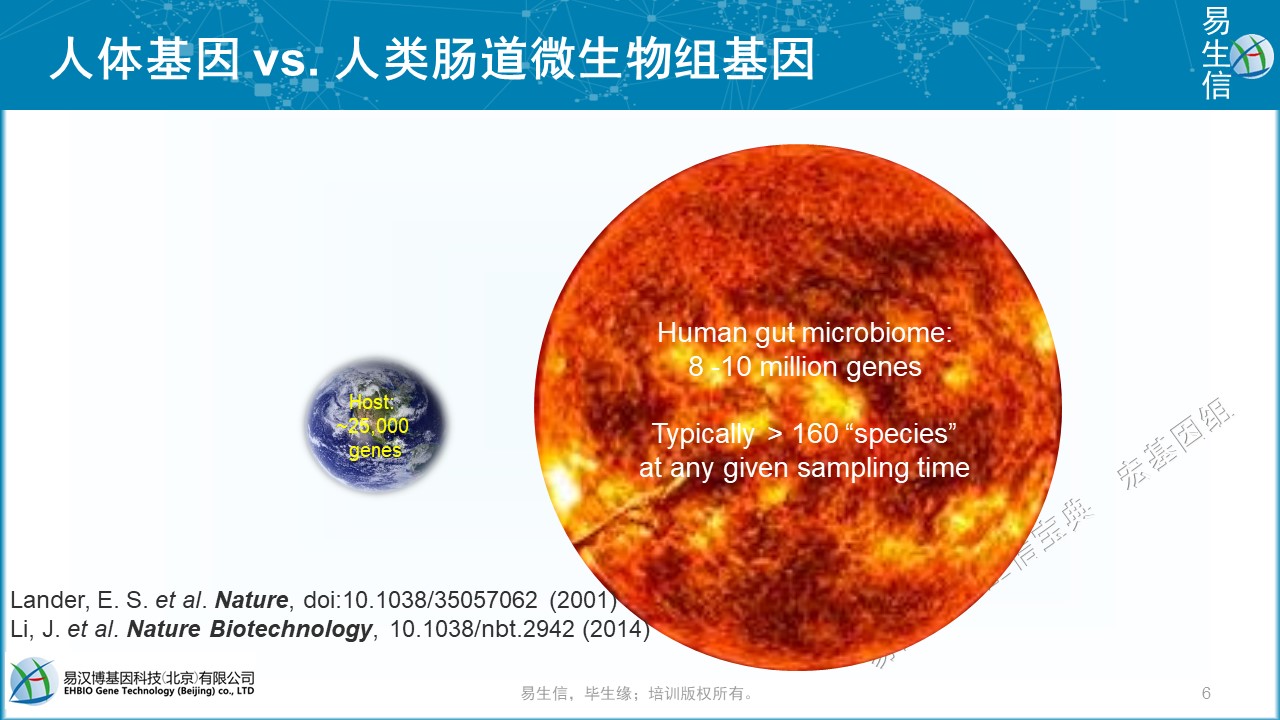 人体基因 vs. 人类肠道微生物组基因
易
生
信
Human gut microbiome:
8 -10 million genes
Typically > 160 “species”
at any given sampling time
Host:
~25,000
genes
宏基因组
信宝典
易
Lander, E. S. et al. Nature, doi:10.1038/35057062 (2001)
Li, J. et al. Nature Biotechnology, 10.1038/nbt.2942 (2014)
易汉博基因科技(北京)有限公司
EHBIO Gene Technology (Beijing) co., LTD
易生信，毕生缘；培训版权所有。
6